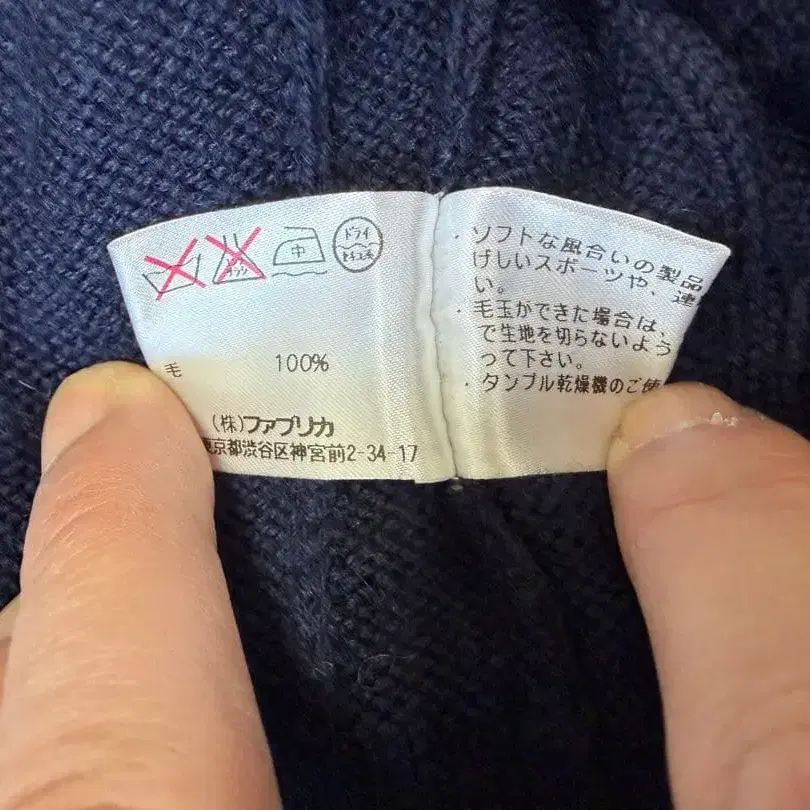 中
ドライ
毛 100%
(株)ファブリカ
東京都渋谷区神宮前2-34-17
・ソフトな風合いの製品
げしいスポーツや、連
い。
・毛玉ができた場合は、
で生地を切らないよう
って下さい。
・タンブル乾燥機のご使